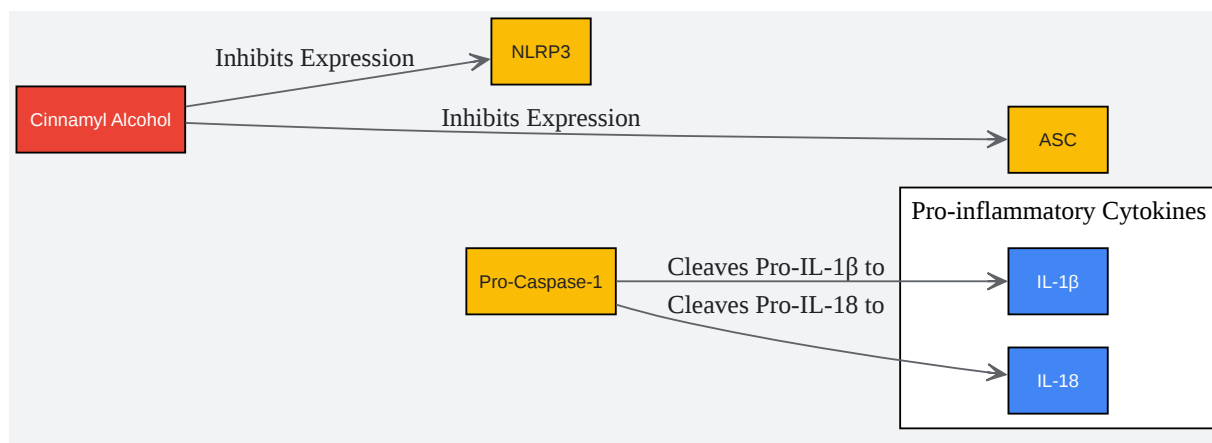 NLRP3
Inhibits Expression
Cinnamyl Alcohol
Inhibits Expression
ASC
Pro-inflammatory Cytokines
Pro-Caspase-1
Cleaves Pro-IL-1β to
IL-1β
Cleaves Pro-IL-18 to
IL-18